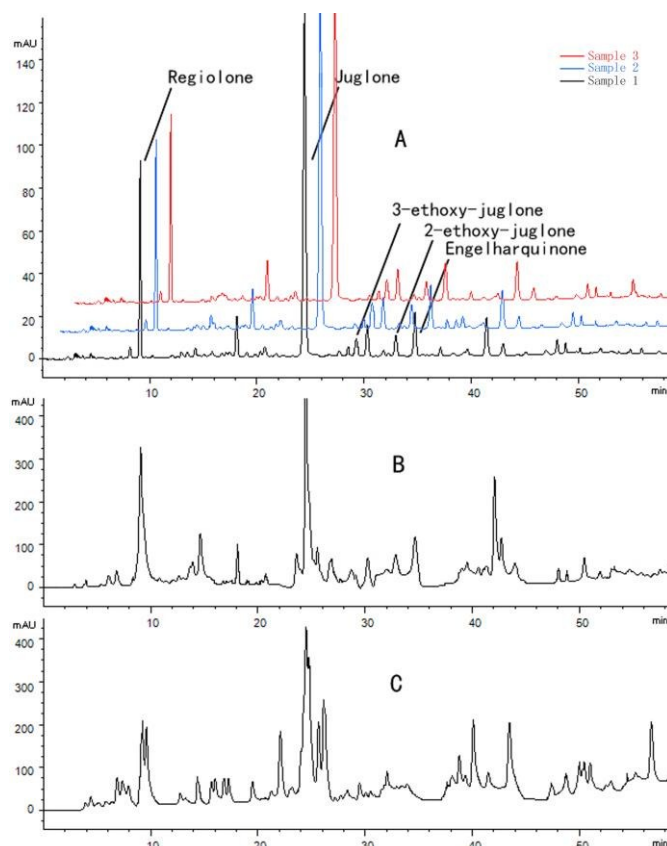 mAU
140
120
100
80
60
40
20
0
Regiolone
Juglone
Sample 3
Sample 2
Sample 1
A
3-ethoxy-juglone
2-ethoxy-juglone
Engelharquinone
10
20
30
40
50
min
mAU
400
300
200
100
0
B
10
20
30
40
50
min
mAU
400
300
200
100
0
C
10
20
30
40
50
min